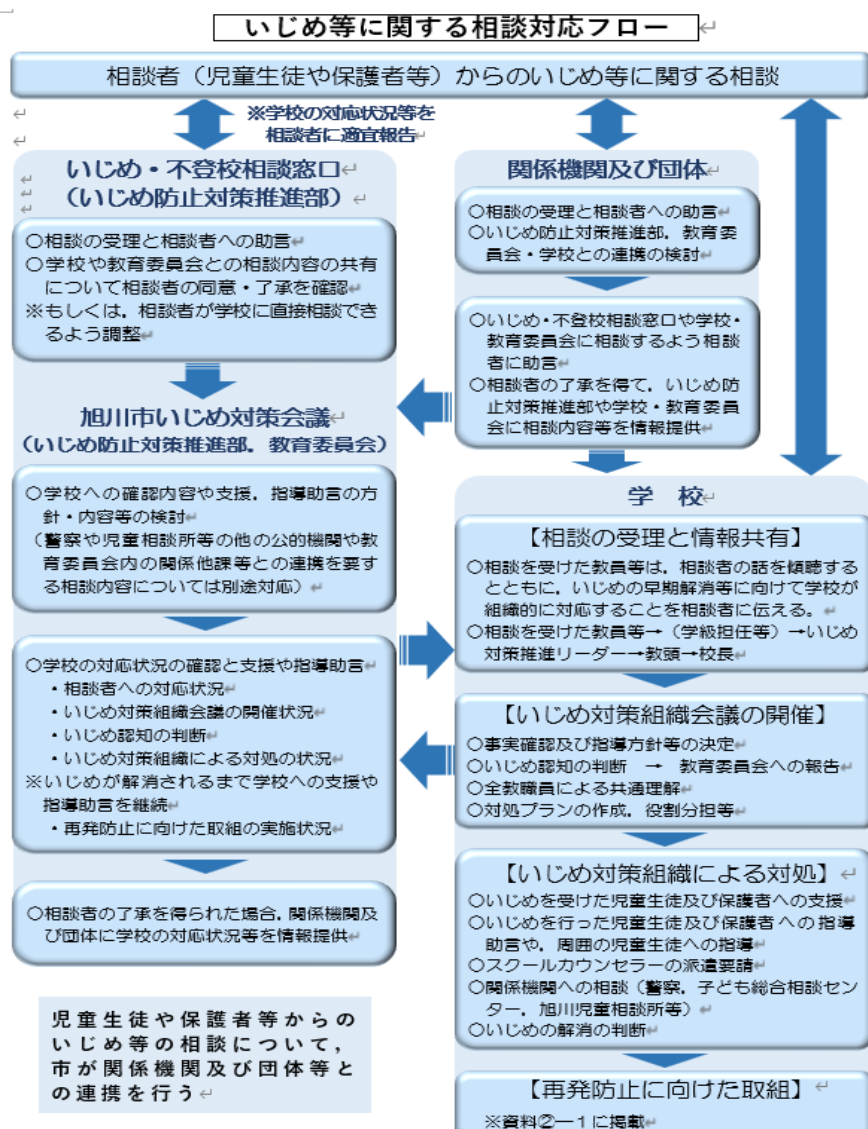 いじめ等に関する相談対応フロー
相談者（児童生徒や保護者等）からのいじめ等に関する相談
※学校の対応状況等を
相談者に適宜報告
いじめ・不登校相談窓口
（いじめ防止対策推進部）
○相談の受理と相談者への助言
○学校や教育委員会との相談内容の共有
について相談者の同意・了承を確認
※もしくは，相談者が学校に直接相談でき
るよう調整
旭川市いじめ対策会議
（いじめ防止対策推進部，教育委員会）
○学校への確認内容や支援，指導助言の方
針・内容等の検討
（警察や児童相談所等の他の公的機関や教
育委員会内の関係他課等との連携を要す
る相談内容については別途対応）
○学校の対応状況の確認と支援や指導助言
・相談者への対応状況
・いじめ対策組織会議の開催状況
・いじめ認知の判断
・いじめ対策組織による対処の状況
※いじめが解消されるまで学校への支援や
指導助言を継続
・再発防止に向けた取組の実施状況
○相談者の了承を得られた場合，関係機関及
び団体に学校の対応状況等を情報提供
児童生徒や保護者等からの
いじめ等の相談について，
市が関係機関及び団体等と
の連携を行う
関係機関及び団体
○相談の受理と相談者への助言
○いじめ防止対策推進部，教育委
員会・学校との連携の検討
○いじめ・不登校相談窓口や学校・
教育委員会に相談するよう相談
者に助言
○相談者の了承を得て，いじめ防
止対策推進部や学校・教育委員
会に相談内容等を情報提供
学　校
【相談の受理と情報共有】
○相談を受けた教員等は，相談者の話を傾聴する
とともに，いじめの早期解消等に向けて学校が
組織的に対応することを相談者に伝える。
○相談を受けた教員等→（学級担任等）→いじめ
対策推進リーダー→教頭→校長
【いじめ対策組織会議の開催】
○事実確認及び指導方針等の決定
○いじめ認知の判断　→　教育委員会への報告
○全教職員による共通理解
○対処プランの作成，役割分担等
【いじめ対策組織による対処】
○いじめを受けた児童生徒及び保護者への支援
○いじめを行った児童生徒及び保護者への指導
助言や，周囲の児童生徒への指導
○スクールカウンセラーの派遣要請
○関係機関への相談（警察，子ども総合相談セン
ター，旭川児童相談所等）
○いじめの解消の判断
【再発防止に向けた取組】
※資料②－１に掲載